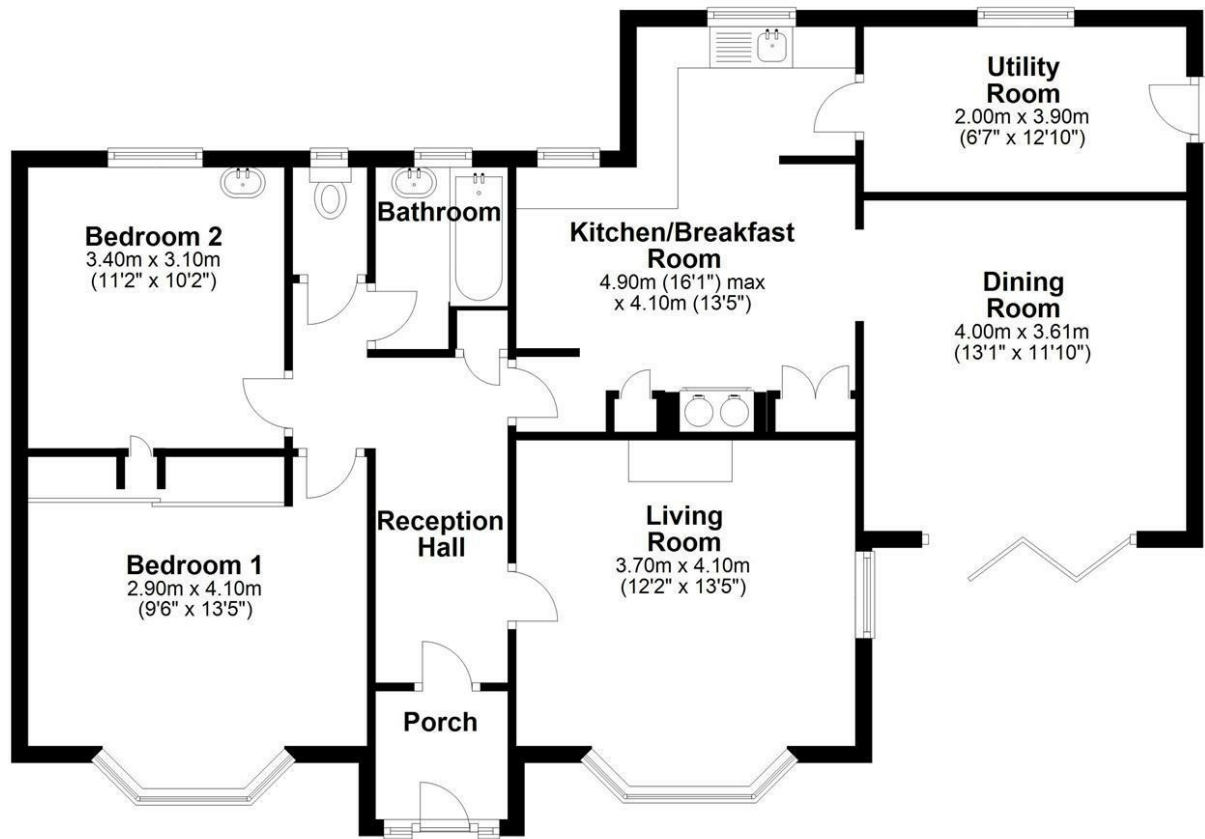 Utility
Room
2.00m x 3.90m
(6'7" x 12'10")
Bedroom 2
3.40m x 3.10m
(11'2" x 10'2")
Bathroom
Kitchen/Breakfast
Room
4.90m (16'1") max
x 4.10m (13'5")
Dining
Room
4.00m x 3.61m
(13'1" x 11'10")
Bedroom 1
2.90m x 4.10m
(9'6" x 13'5")
Reception
Hall
Living
Room
3.70m x 4.10m
(12'2" x 13'5")
Porch